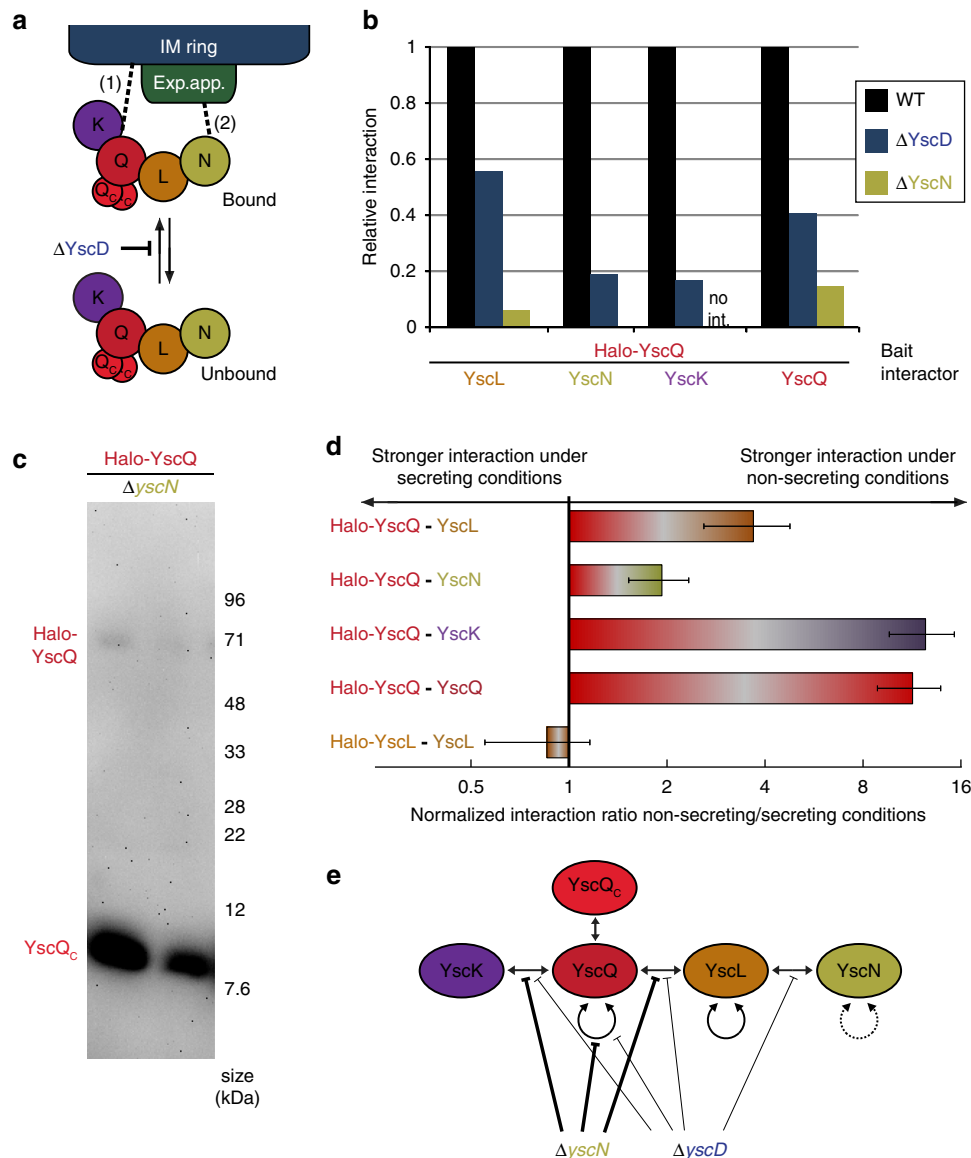 a
IM ring
Exp.app.
(1)
(2)
K
Q
L
N
QC
-C
Bound
ΔYscD
K
Q
L
N
QC
-C
Unbound
b
Relative interaction
1
0.8
0.6
0.4
0.2
0
no
int.
WT
ΔYscD
ΔYscN
Halo-YscQ
Bait
YscL
YscN
YscK
YscQ
interactor
c
Halo-YscQ
ΔyscN
Halo-
YscQ
YscQC
96
71
48
33
28
22
12
7.6
size
(kDa)
d
Stronger interaction under
secreting conditions
Stronger interaction under
non-secreting conditions
Halo-YscQ - YscL
Halo-YscQ - YscN
Halo-YscQ - YscK
Halo-YscQ - YscQ
Halo-YscL - YscL
0.5 1 2 4 8 16
Normalized interaction ratio non-secreting/secreting conditions
e
YscQC
YscK
YscQ
YscL
YscN
ΔyscN
ΔyscD